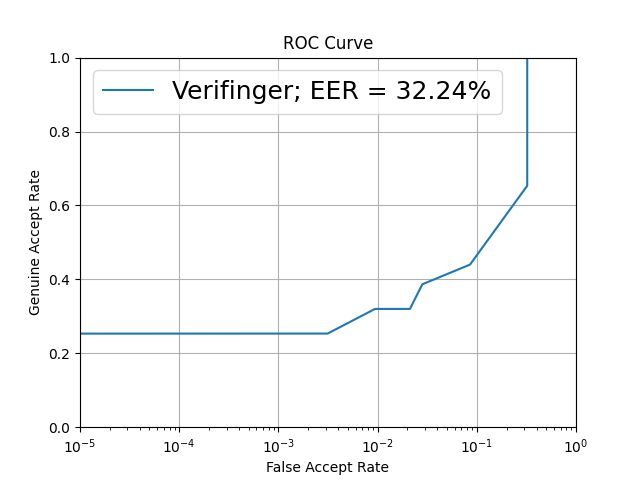 ROC Curve
Verifinger; EER = 32.24%
1.0
0.8
0.6
0.4
0.2
0.0
Genuine Accept Rate
10⁻⁵ 10⁻⁴ 10⁻³ 10⁻² 10⁻¹ 10⁰
False Accept Rate